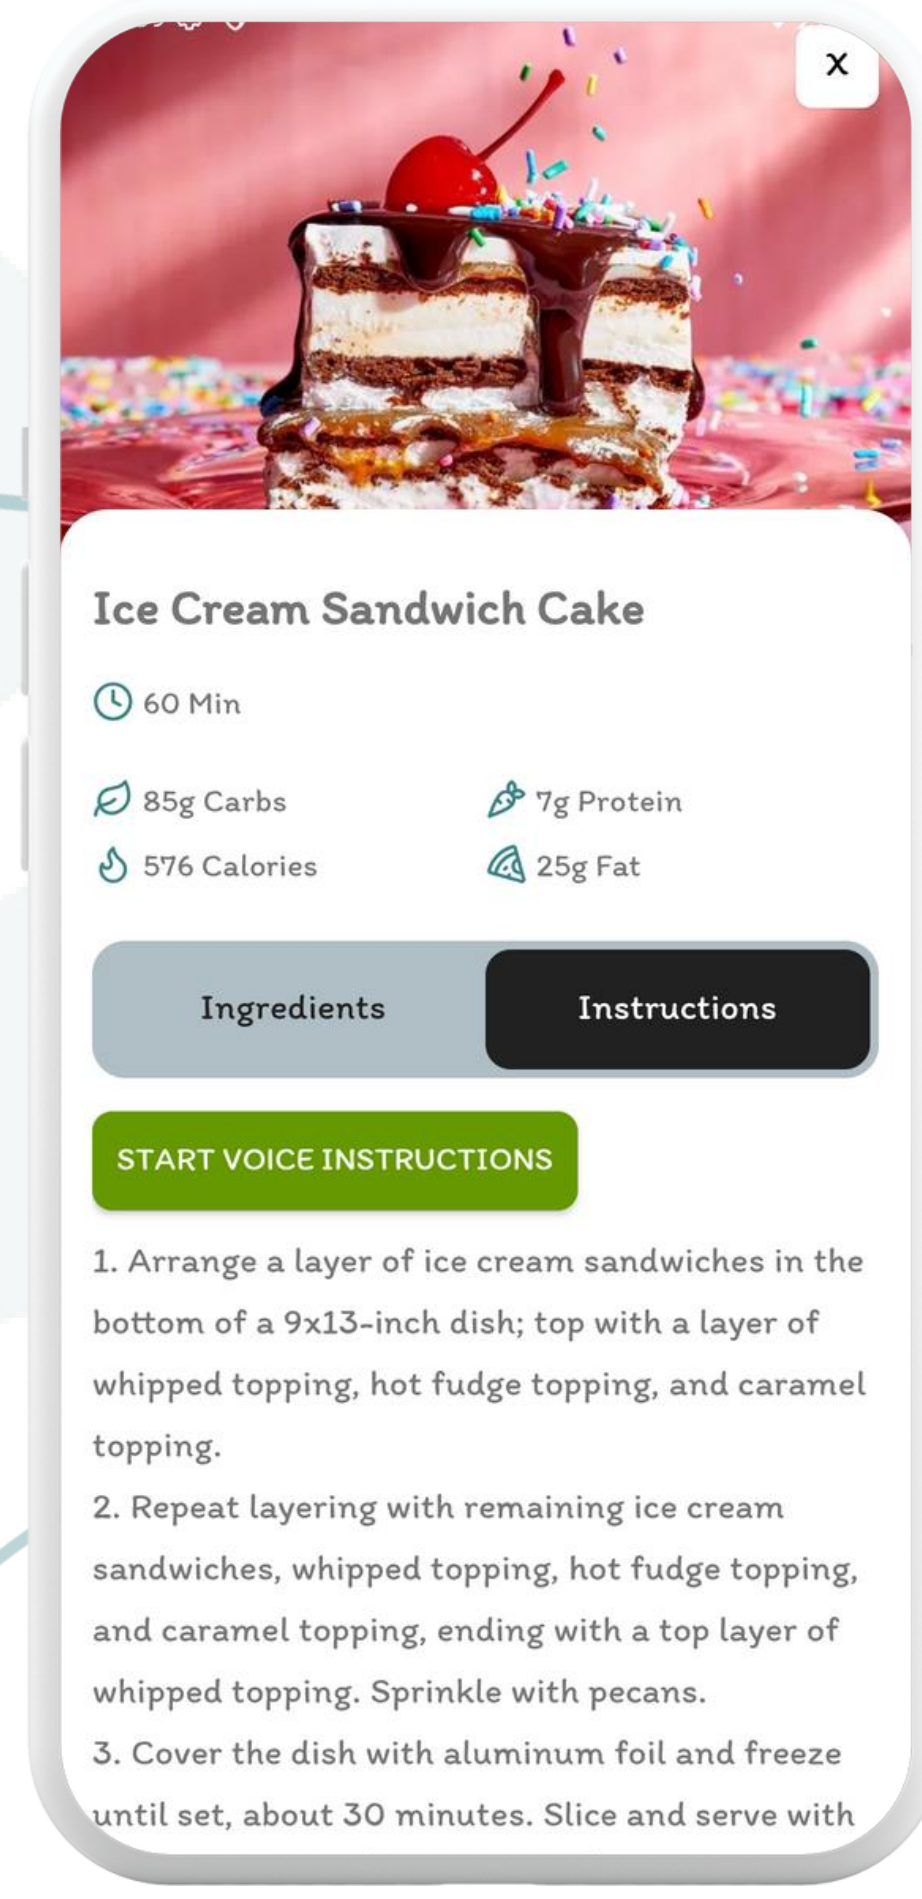 X
Ice Cream Sandwich Cake
60 Min
85g Carbs
7g Protein
576 Calories
25g Fat
Ingredients
Instructions
START VOICE INSTRUCTIONS
1. Arrange a layer of ice cream sandwiches in the
bottom of a 9x13-inch dish; top with a layer of
whipped topping, hot fudge topping, and caramel
topping.
2. Repeat layering with remaining ice cream
sandwiches, whipped topping, hot fudge topping,
and caramel topping, ending with a top layer of
whipped topping. Sprinkle with pecans.
3. Cover the dish with aluminum foil and freeze
until set, about 30 minutes. Slice and serve with